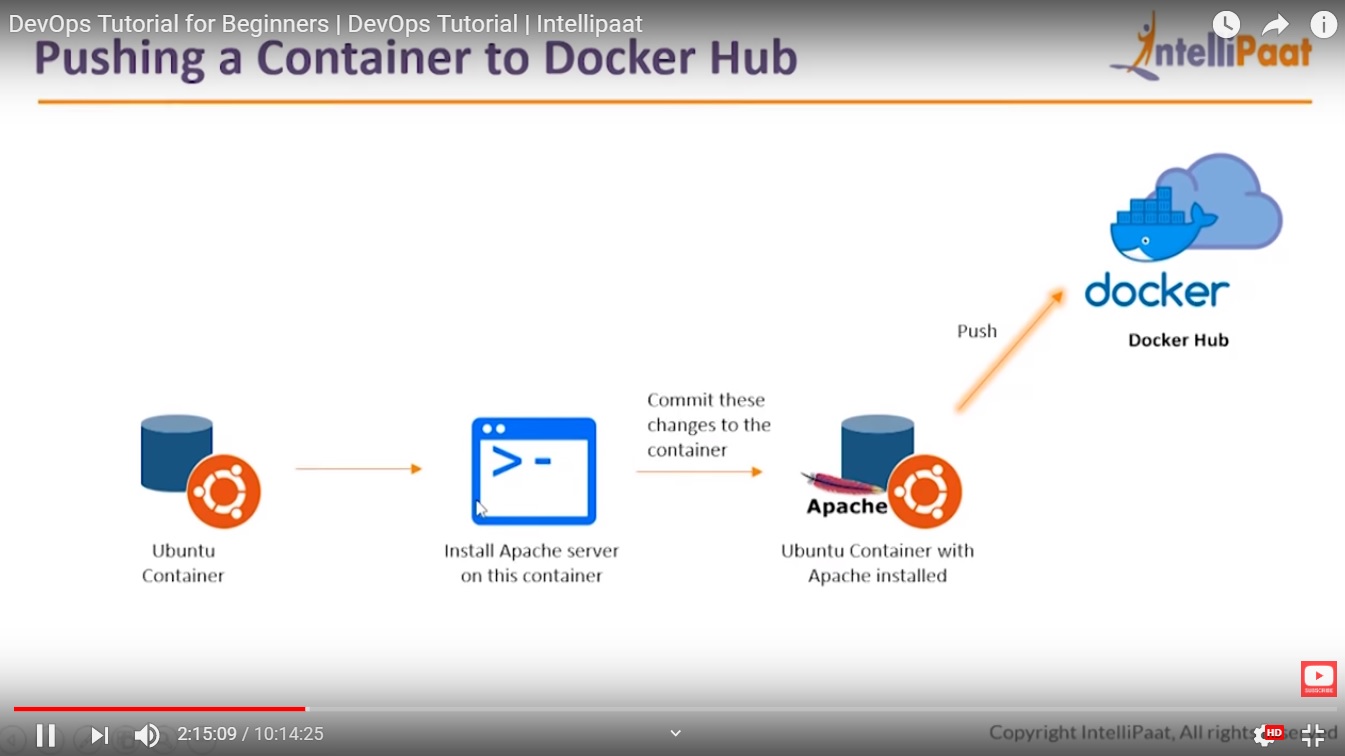 DevOps Tutorial for Beginners | DevOps Tutorial | Intellipaat
Pushing a Container to Docker Hub
IntelliPaat
docker
Docker Hub
Push
Commit these
changes to the
container
Apache
Ubuntu
Container
Install Apache server
on this container
Ubuntu Container with
Apache installed
SUBSCRIBE
2:15:09 / 10:14:25
Copyright IntelliPaat, All rights
HD